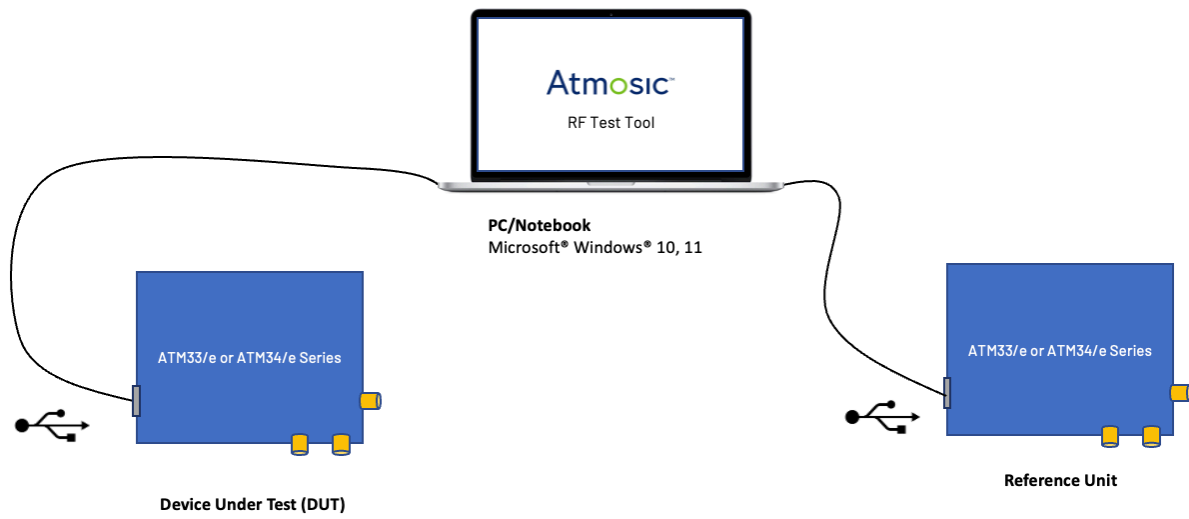 Atmosic™
RF Test Tool
PC/Notebook
Microsoft® Windows® 10, 11
ATM33/e or ATM34/e Series
ATM33/e or ATM34/e Series
Reference Unit
Device Under Test (DUT)